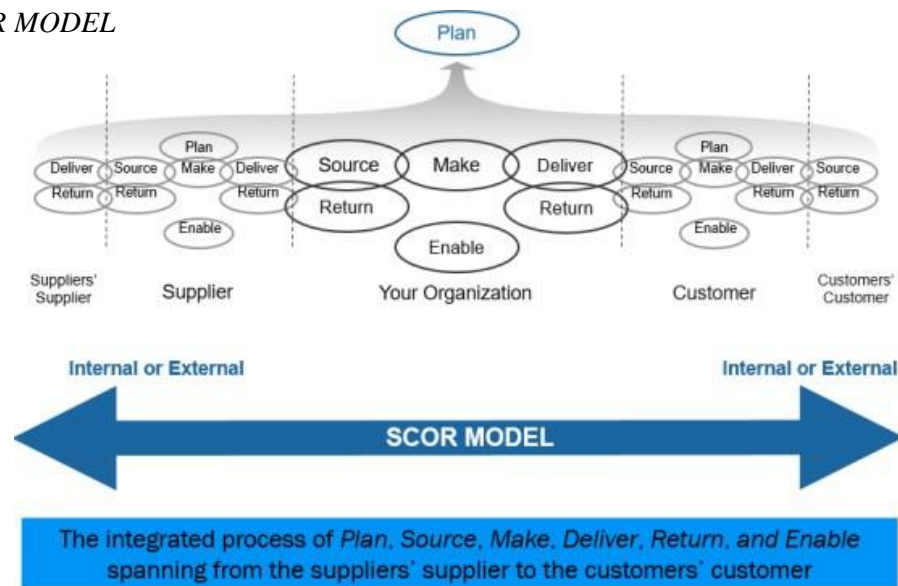 R MODEL
Plan
Plan
Plan
Deliver Source Make Deliver Source Make Deliver Source Make Deliver Source
Return Return Return Return Return Return Return Return
Enable Enable Enable
Suppliers' Supplier Your Organization Customer Customers'
Supplier Customer
Internal or External Internal or External
SCOR MODEL
The integrated process of Plan, Source, Make, Deliver, Return, and Enable
spanning from the suppliers' supplier to the customers' customer